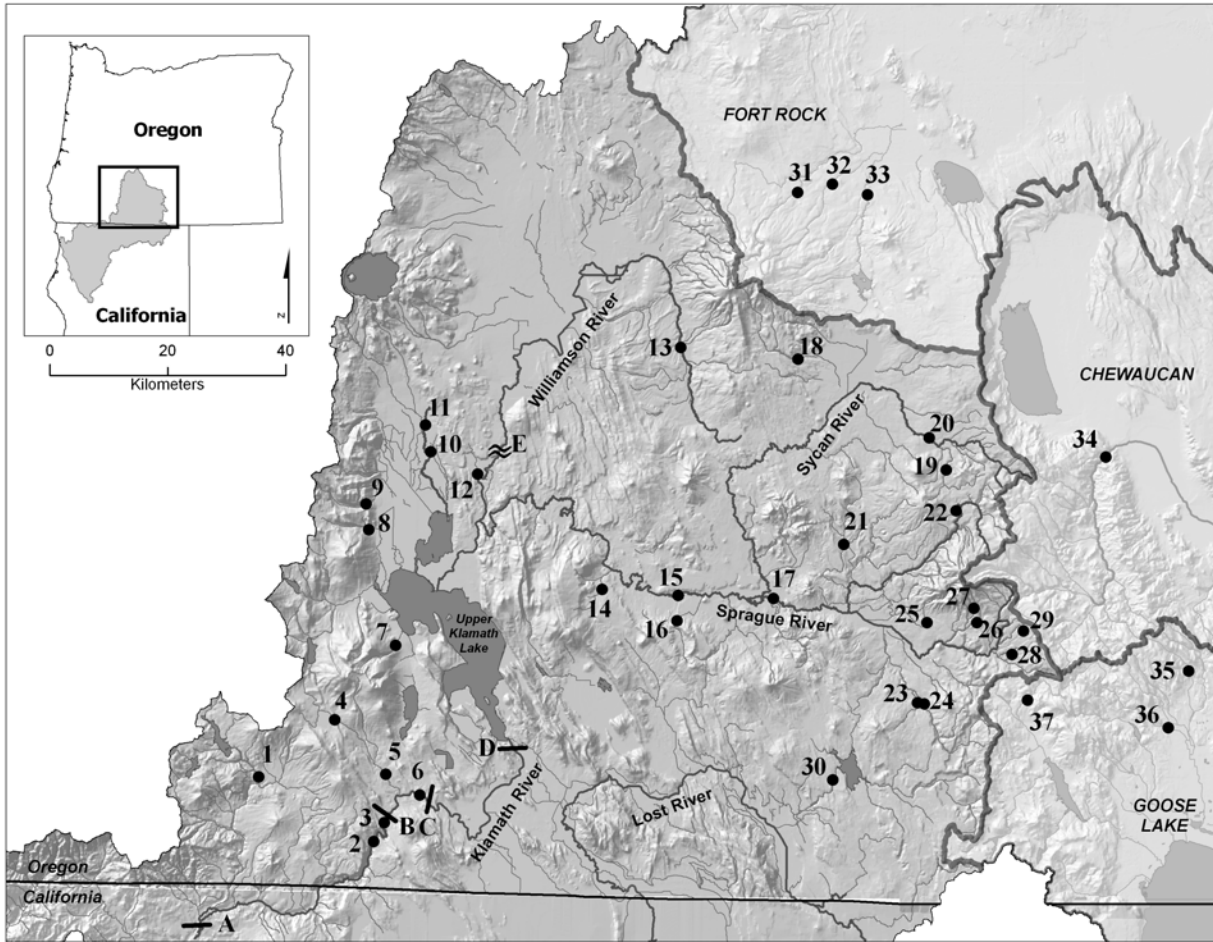 Oregon
California
N
0 20 40
Kilometers
FORT ROCK
31 32 33
Williamson River
13
18
CHEWAUCAN
11
10
E
12
Sycan River
20
34
19
9
8
22
21
15
17
14
Sprague River
16
27
25
26
29
28
Upper
Klamath
Lake
7
4
23 24
35
37
36
D
1
5
6
30
3
B C
2
Klamath River
Lost River
GOOSE
LAKE
Oregon
California
A